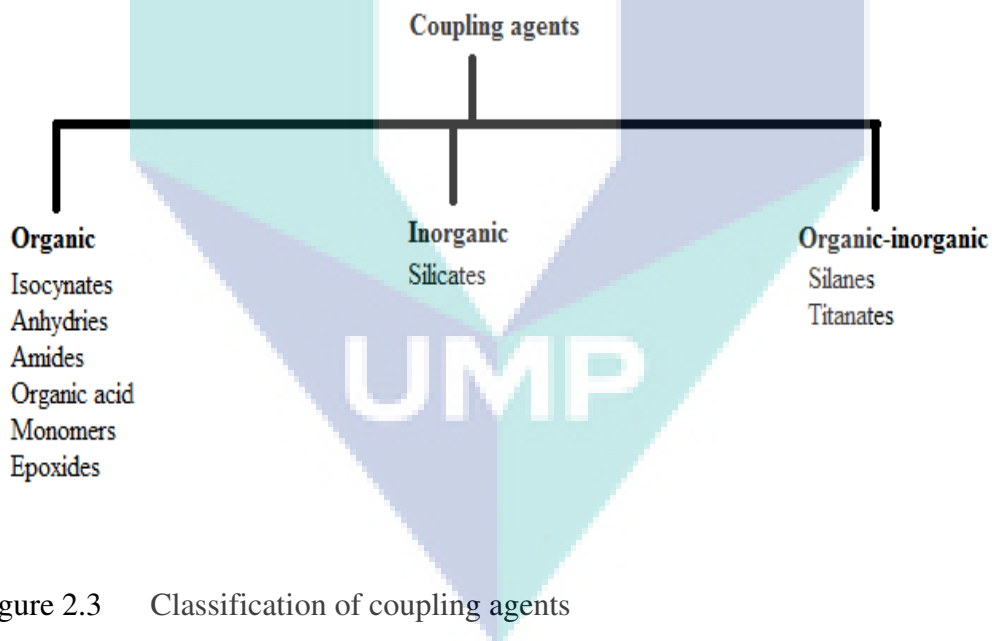 Coupling agents
Organic
Isocynates
Anhydries
Amides
Organic acid
Monomers
Epoxides
Inorganic
Silicates
Organic-inorganic
Silanes
Titanates
UMP
gure 2.3 Classification of coupling agents